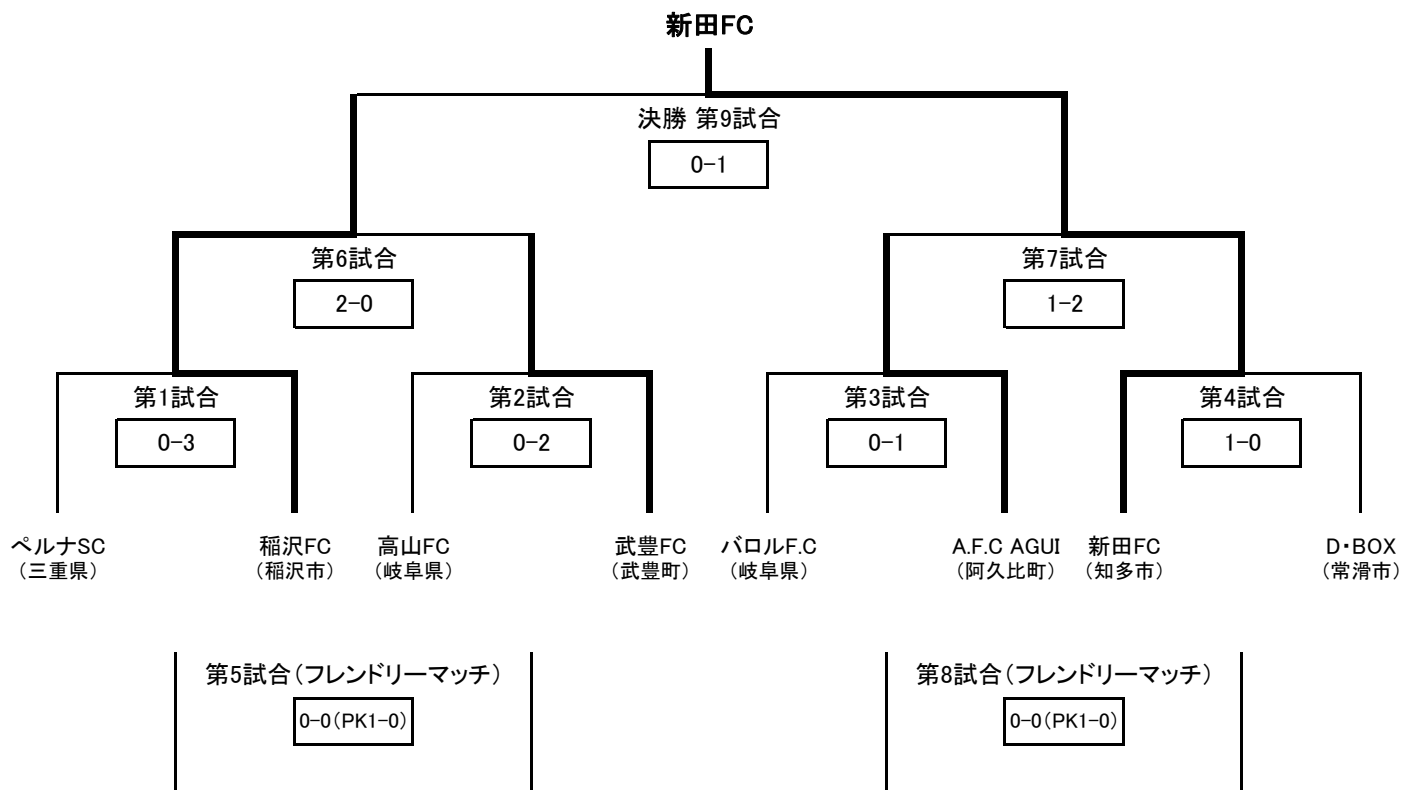 新田FC
決勝 第9試合
0-1
第6試合
第7試合
2-0
1-2
第1試合
第2試合
第3試合
第4試合
0-3
0-2
0-1
1-0
ペルナSC
(三重県)
稲沢FC
(稲沢市)
高山FC
(岐阜県)
武豊FC
(武豊町)
バロルF.C
(岐阜県)
A.F.C AGUI
(阿久比町)
新田FC
(知多市)
D・BOX
(常滑市)
第5試合(フレンドリーマッチ)
第8試合(フレンドリーマッチ)
0-0(PK1-0)
0-0(PK1-0)